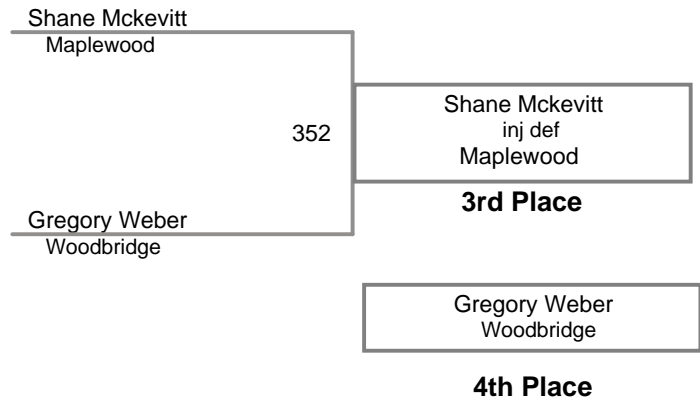 Shane Mckevitt
Maplewood
352
Shane Mckevitt
inj def
Maplewood
3rd Place
Gregory Weber
Woodbridge
Gregory Weber
Woodbridge
4th Place